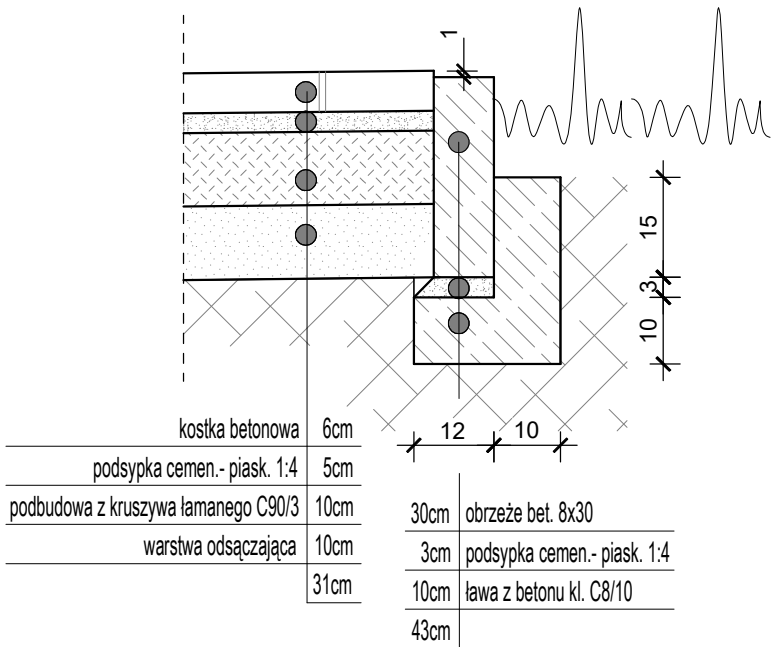 1
15
3
10
12
10
kostka betonowa 6cm
podsypka cemen.- piask. 1:4 5cm
podbudowa z kruszywa łamanego C90/3 10cm
warstwa odsączająca 10cm
31cm
30cm obrzeże bet. 8x30
3cm podsypka cemen.- piask. 1:4
10cm ława z betonu kl. C8/10
43cm